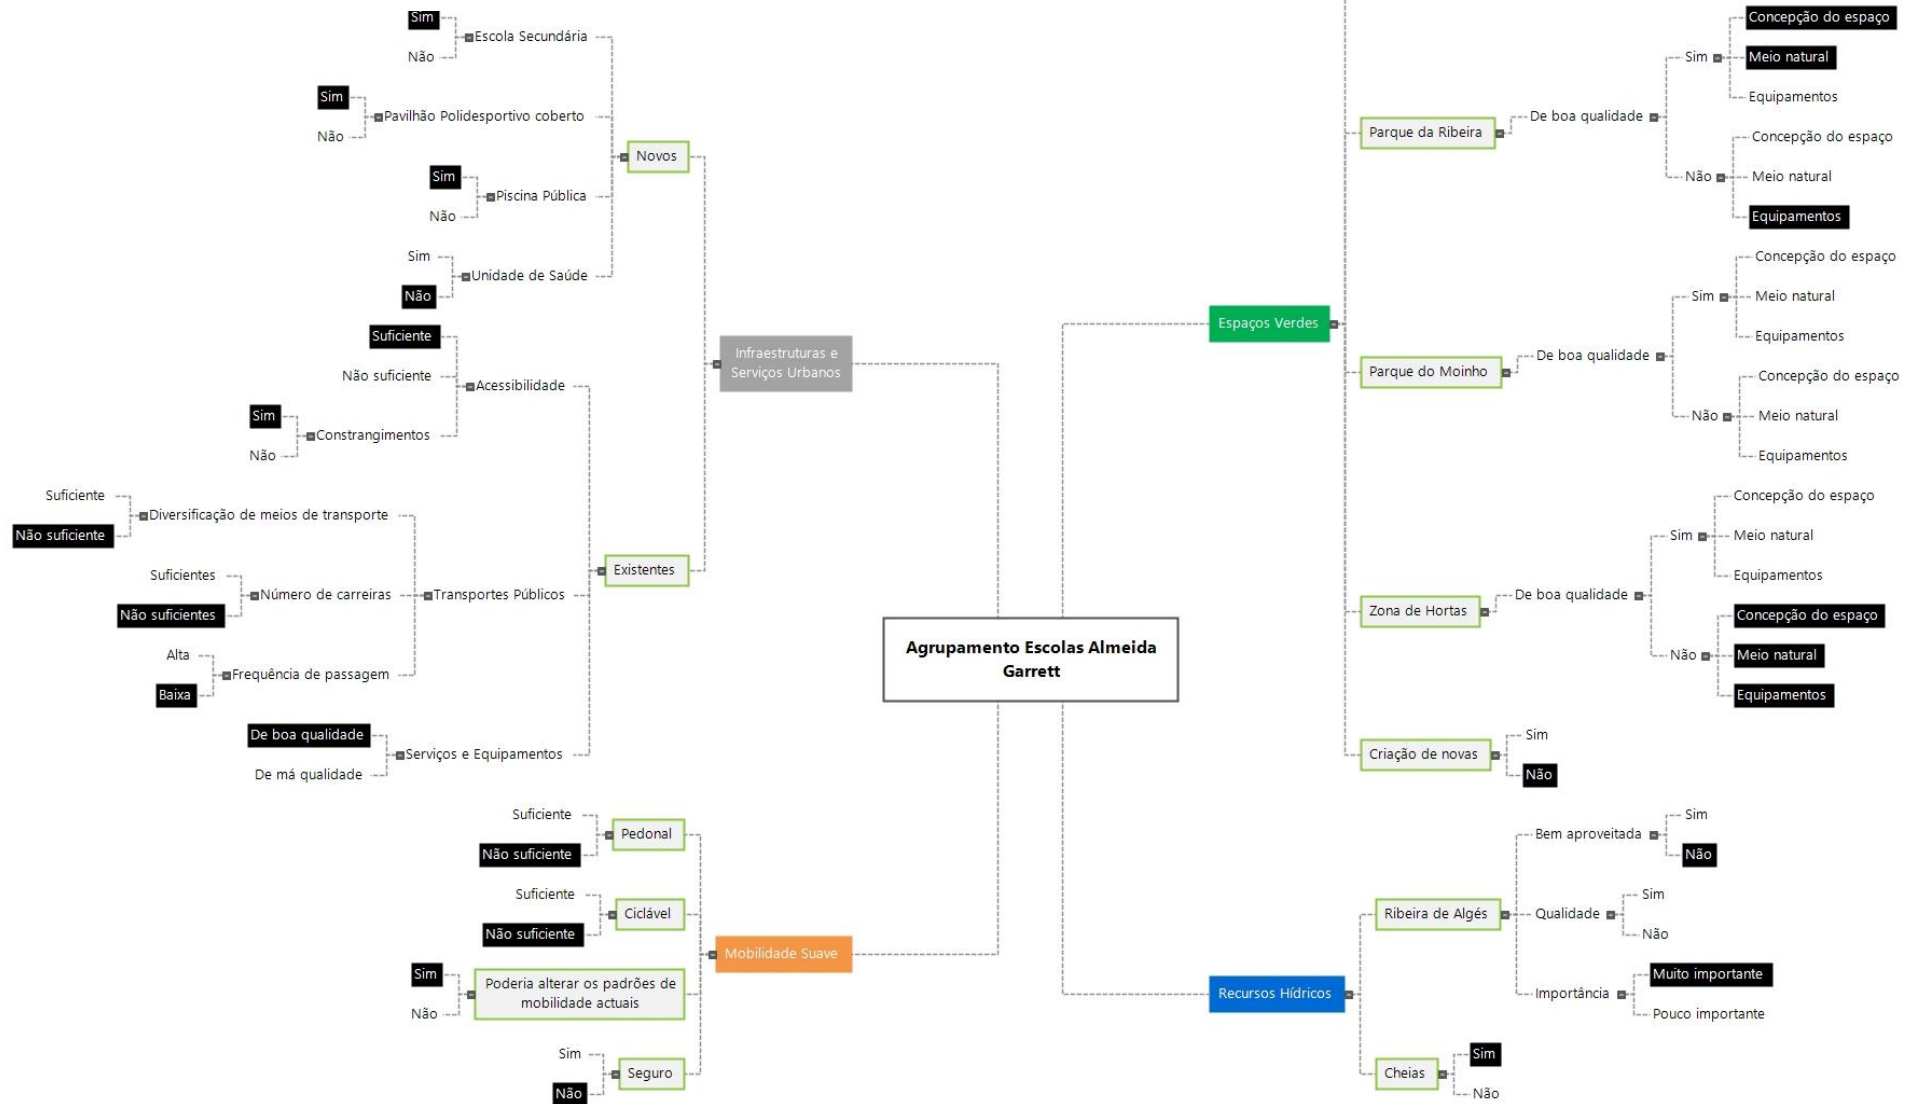 Sim
Escola Secundária
Não
Sim
Pavilhão Polidesportivo coberto
Não
Novos
Sim
Piscina Pública
Não
Sim
Unidade de Saúde
Não
Infraestruturas e
Serviços Urbanos
Suficiente
Não suficiente
Acessibilidade
Sim
Constrangimentos
Não
Suficiente
Diversificação de meios de transporte
Não suficiente
Existentes
Suficientes
Número de carreiras
Transportes Públicos
Não suficientes
Alta
Frequência de passagem
Baixa
De boa qualidade
Serviços e Equipamentos
De má qualidade
Agrupamento Escolas Almeida
Garrett
Suficiente
Pedonal
Não suficiente
Suficiente
Ciclável
Não suficiente
Mobilidade Suave
Sim
Poderia alterar os padrões de
mobilidade actuais
Não
Sim
Seguro
Não
Concepção do espaço
Sim
Meio natural
Equipamentos
Parque da Ribeira
De boa qualidade
Concepção do espaço
Não
Meio natural
Equipamentos
Espaços Verdes
Concepção do espaço
Sim
Meio natural
Equipamentos
Parque do Moinho
De boa qualidade
Concepção do espaço
Não
Meio natural
Equipamentos
Concepção do espaço
Sim
Meio natural
Equipamentos
Zona de Hortas
De boa qualidade
Concepção do espaço
Não
Meio natural
Equipamentos
Criação de novas
Sim
Não
Bem aproveitada
Sim
Não
Ribeira de Algés
Qualidade
Sim
Não
Recursos Hídricos
Importância
Muito importante
Pouco importante
Cheias
Sim
Não